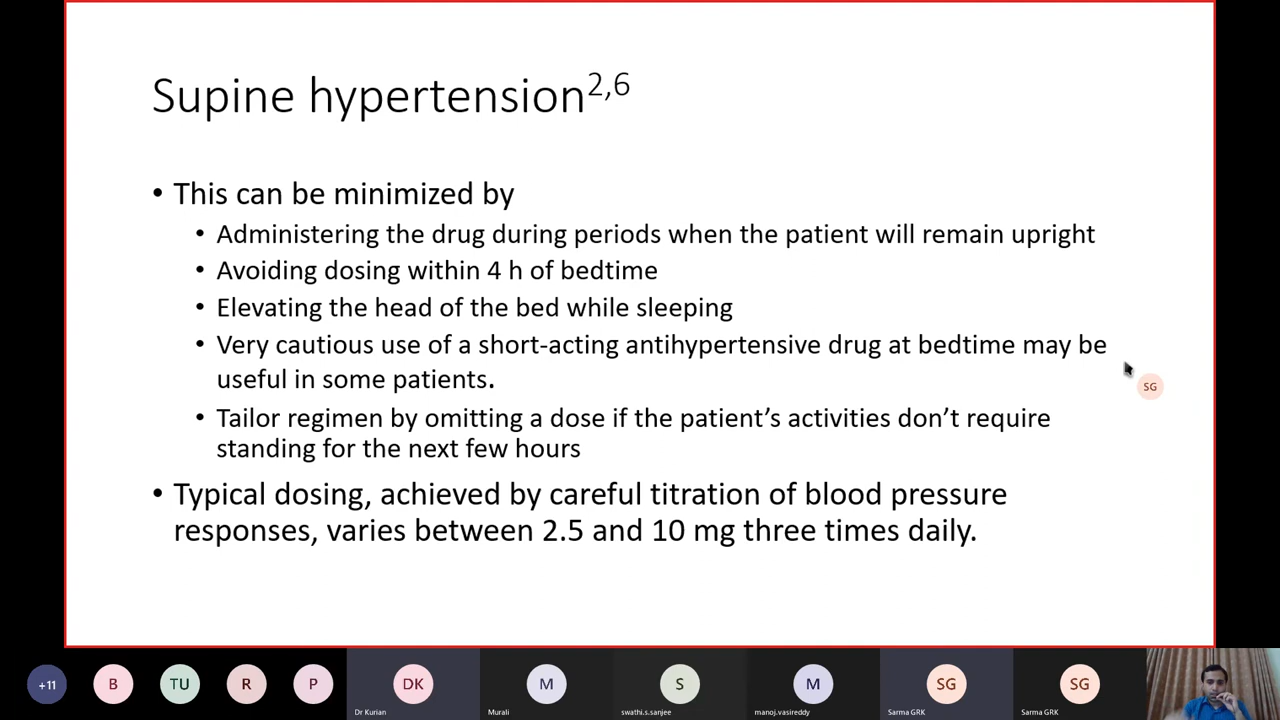 Supine hypertension2,6
• This can be minimized by
• Administering the drug during periods when the patient will remain upright
• Avoiding dosing within 4 h of bedtime
• Elevating the head of the bed while sleeping
• Very cautious use of a short-acting antihypertensive drug at bedtime may be
useful in some patients.
• Tailor regimen by omitting a dose if the patient’s activities don’t require
standing for the next few hours
• Typical dosing, achieved by careful titration of blood pressure
responses, varies between 2.5 and 10 mg three times daily.
SG
+11 B TU R P DK M S M SG SG
Dr Kurian Murali swathi.s.sanjee manoj.vasireddy Sarma GRK Sarma GRK